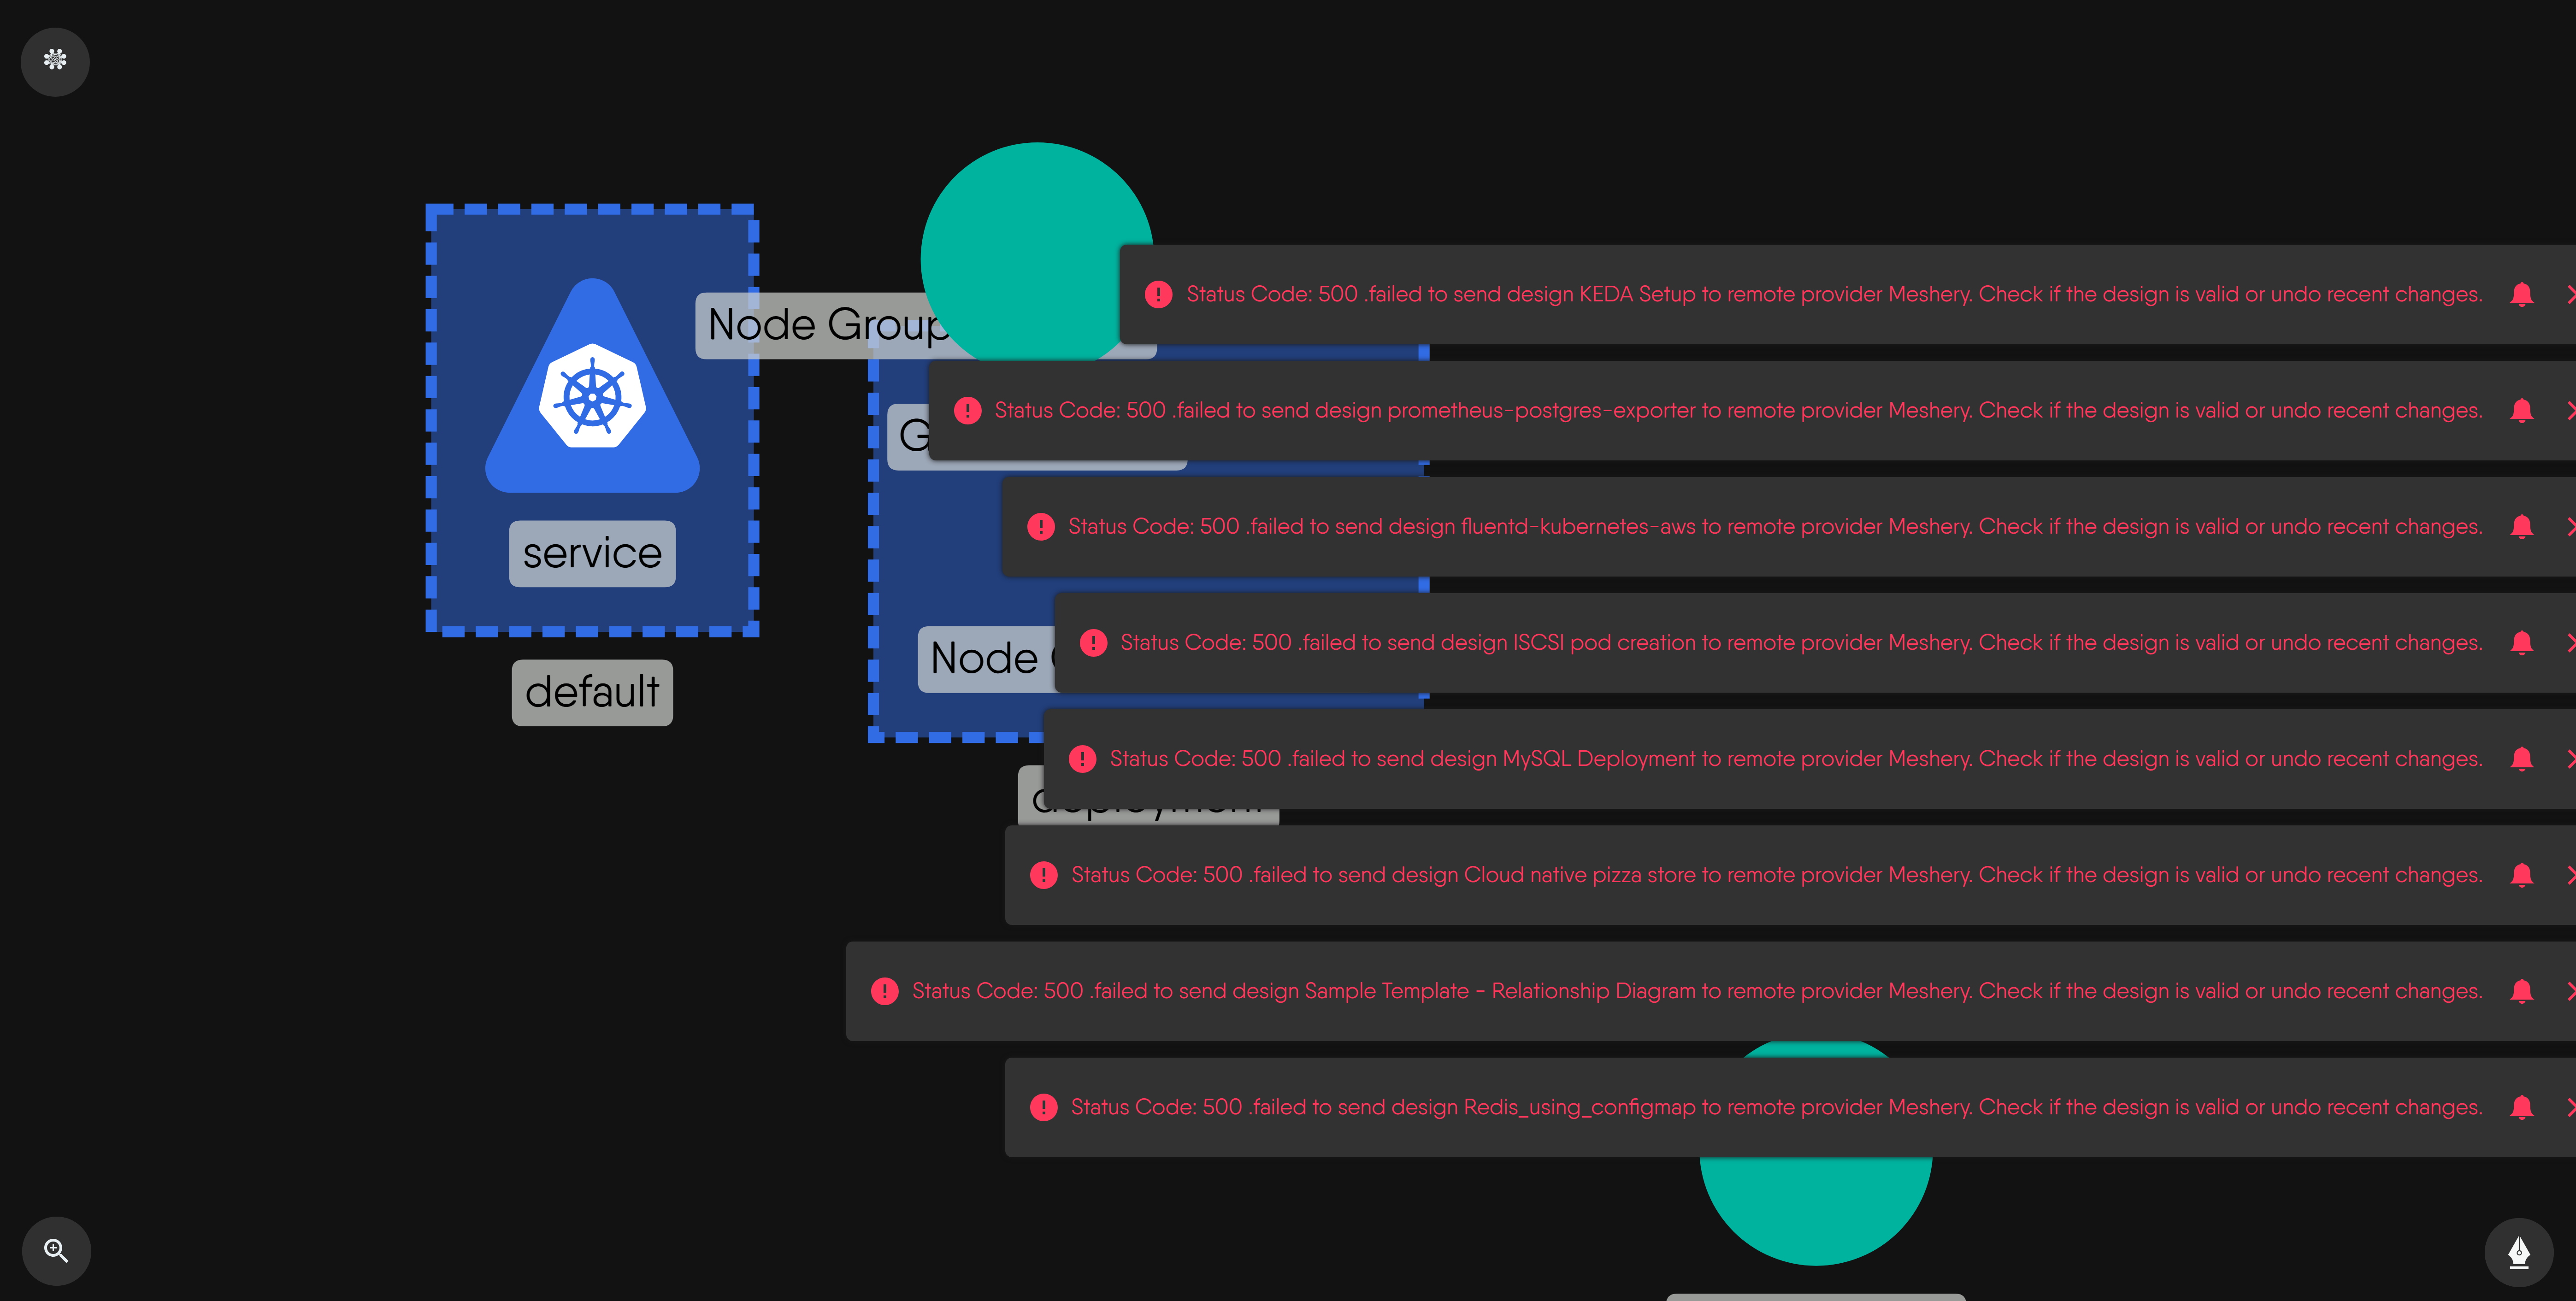 Node Group
Status Code: 500 .failed to send design KEDA Setup to remote provider Meshery. Check if the design is valid or undo recent changes.
Status Code: 500 .failed to send design prometheus-postgres-exporter to remote provider Meshery. Check if the design is valid or undo recent changes.
Status Code: 500 .failed to send design fluentd-kubernetes-aws to remote provider Meshery. Check if the design is valid or undo recent changes.
service
Status Code: 500 .failed to send design ISCSI pod creation to remote provider Meshery. Check if the design is valid or undo recent changes.
Node
default
Status Code: 500 .failed to send design MySQL Deployment to remote provider Meshery. Check if the design is valid or undo recent changes.
deployment
Status Code: 500 .failed to send design Cloud native pizza store to remote provider Meshery. Check if the design is valid or undo recent changes.
Status Code: 500 .failed to send design Sample Template - Relationship Diagram to remote provider Meshery. Check if the design is valid or undo recent changes.
Status Code: 500 .failed to send design Redis_using_configmap to remote provider Meshery. Check if the design is valid or undo recent changes.